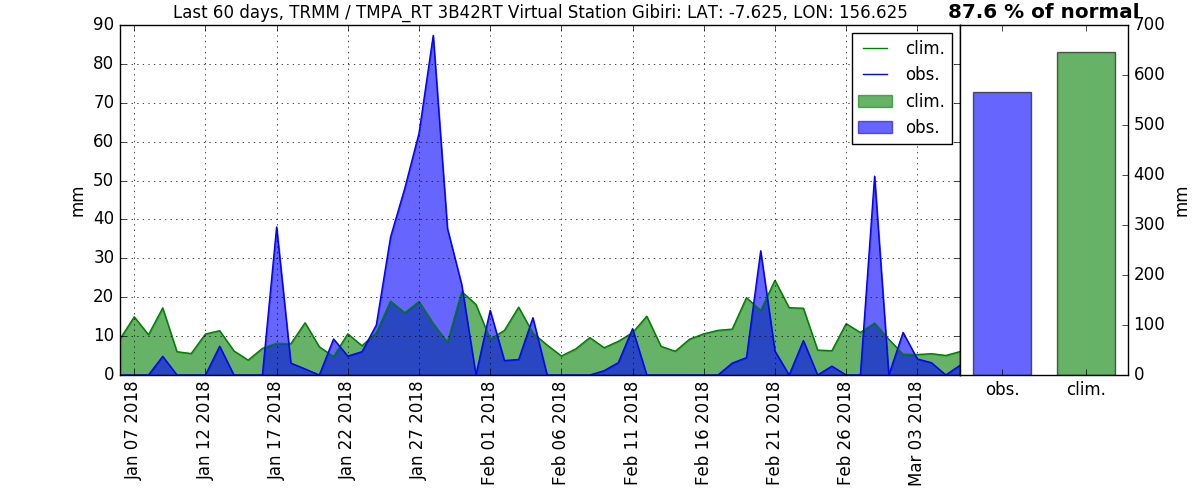 Last 60 days, TRMM / TMPA_RT 3B42RT Virtual Station Gibiri: LAT: -7.625, LON: 156.625
87.6 % of normal
90
80
70
60
50
40
30
20
10
0
mm
clim.
obs.
clim.
obs.
700
600
500
400
300
200
100
0
mm
Jan 07 2018
Jan 12 2018
Jan 17 2018
Jan 22 2018
Jan 27 2018
Feb 01 2018
Feb 06 2018
Feb 11 2018
Feb 16 2018
Feb 21 2018
Feb 26 2018
Mar 03 2018
obs.
clim.